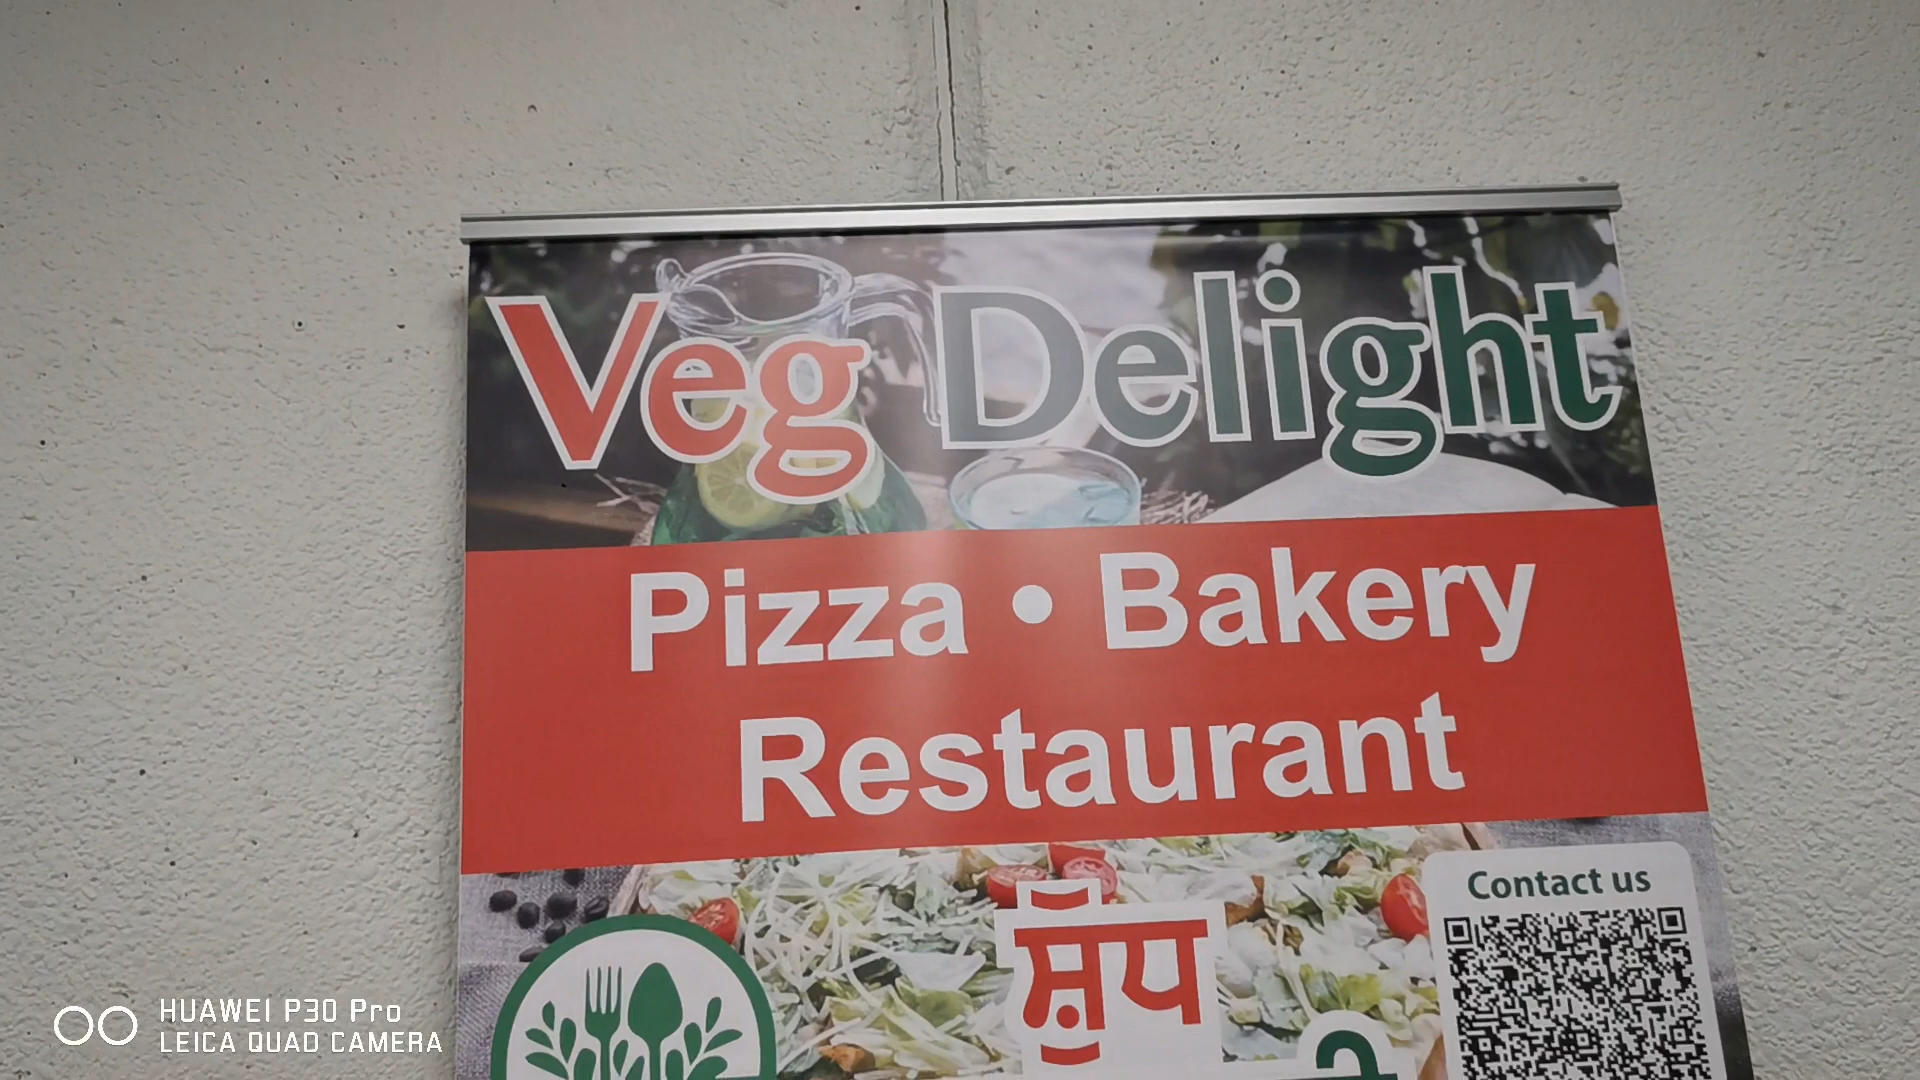 Veg Delight
Pizza • Bakery
Restaurant
Contact us
ਸ਼ੁੱਧ
HUAWEI P30 Pro
LEICA QUAD CAMERA